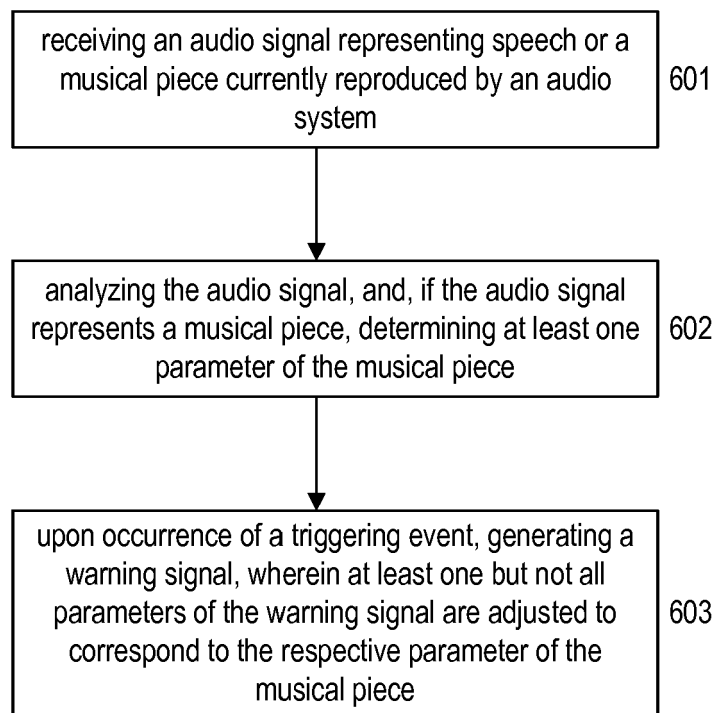 receiving an audio signal representing speech or a
musical piece currently reproduced by an audio
system
601
analyzing the audio signal, and, if the audio signal
represents a musical piece, determining at least one
parameter of the musical piece
602
upon occurrence of a triggering event, generating a
warning signal, wherein at least one but not all
parameters of the warning signal are adjusted to
correspond to the respective parameter of the
musical piece
603